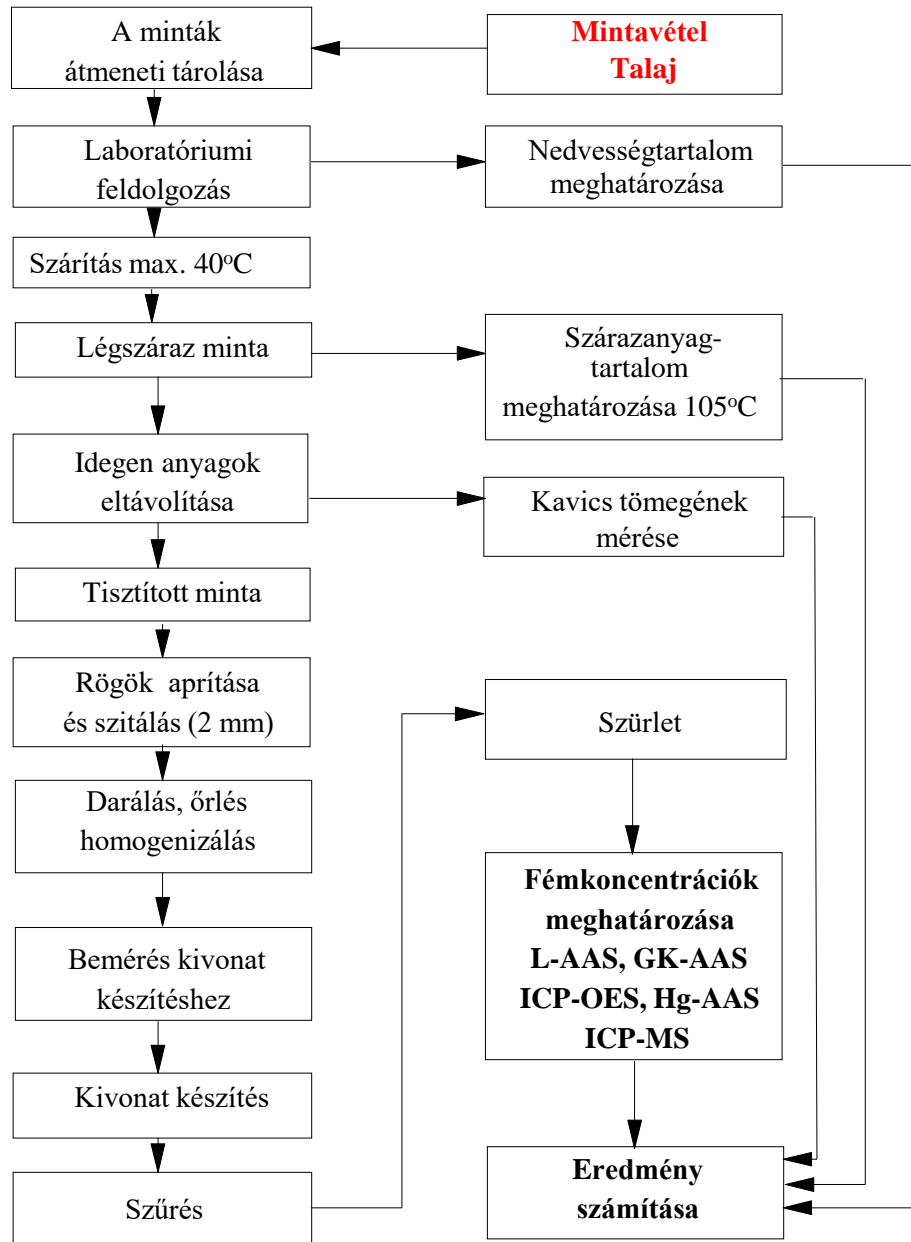 A minták
átmeneti tárolása
Mintavétel
Talaj
Laboratóriumi
feldolgozás
Nedvességtartalom
meghatározása
Szárítás max. 40°C
Légszáraz minta
Szárazanyag-
tartalom
meghatározása 105°C
Idegen anyagok
eltávolítása
Kavics tömegének
mérése
Tisztított minta
Rögök aprítása
és szitálás (2 mm)
Szürlet
Darálás, őrlés
homogenizálás
Fémkoncentrációk
meghatározása
L-AAS, GK-AAS
ICP-OES, Hg-AAS
ICP-MS
Bemérés kivonat
készítéshez
Kivonat készítés
Szűrés
Eredmény
számítása